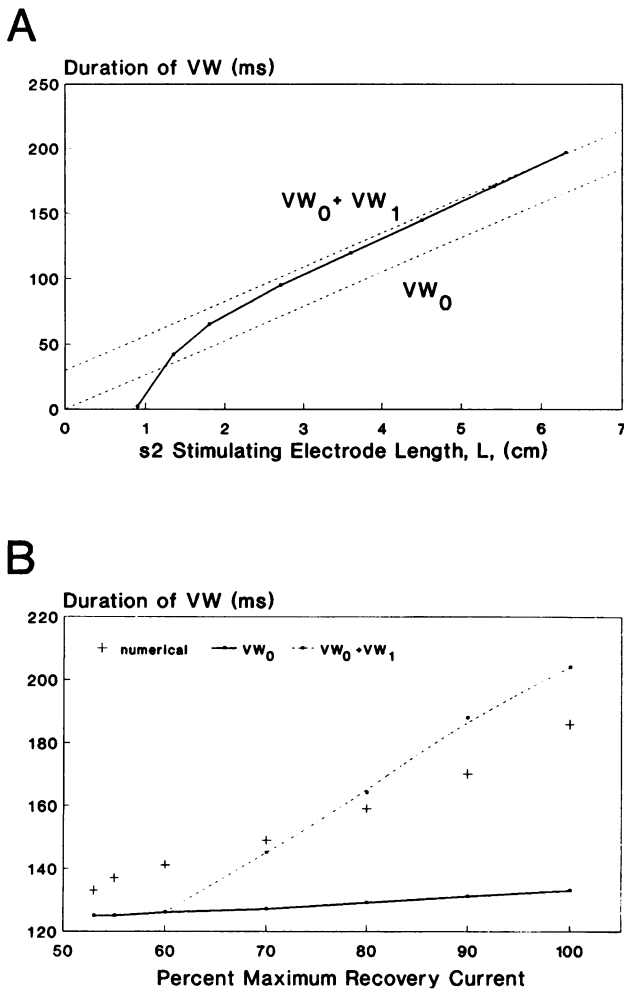 A
Duration of VW (ms)
250
200
150
100
50
0
VW0+ VW1
VW0
0 1 2 3 4 5 6 7
s2 Stimulating Electrode Length, L, (cm)
B
Duration of VW (ms)
220
200
180
160
140
120
+ numerical VW0 VW0+VW1
50 60 70 80 90 100
Percent Maximum Recovery Current